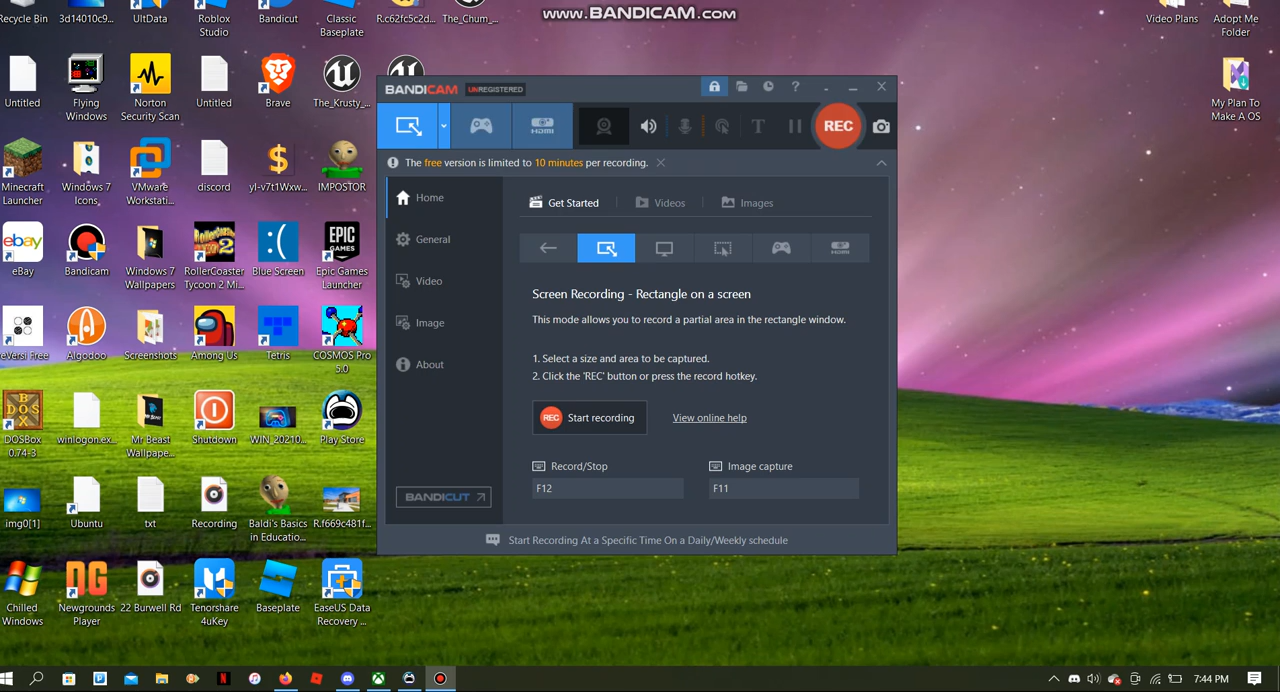 www.BANDICAM.com
Recycle Bin
3d14010c9...
UltData
Roblox
Studio
Bandicut
Classic
Baseplate
R.c62fc5c2d...
The_Chum_...
Video Plans
Adopt Me
Folder
Untitled
Flying
Windows
Norton
Security Scan
Untitled
Brave
The_Krusty_...
My Plan To
Make A OS
BANDICAM
UNREGISTERED
HDMI
T
REC
The free version is limited to 10 minutes per recording.
Minecraft
Launcher
Windows 7
Icons
VMware
Workstati...
discord
yl-v7t1Wxw...
IMPOSTOR
Home
General
Video
Image
About
Get Started
Videos
Images
HDMI
Screen Recording - Rectangle on a screen
This mode allows you to record a partial area in the rectangle window.
1. Select a size and area to be captured.
2. Click the 'REC' button or press the record hotkey.
REC
Start recording
View online help
Record/Stop
Image capture
F12
F11
BANDICUT
Start Recording At a Specific Time On a Daily/Weekly schedule
ebay
eBay
Bandicam
Windows 7
Wallpapers
RollerCoaster
Tycoon 2 Mi...
Blue Screen
EPIC
GAMES
Epic Games
Launcher
eVersi Free
Algodoo
Screenshots
Among Us
Tetris
COSMOS Pro
5.0
DOSBox
0.74-3
winlogon.ex...
Mr Beast
Wallpape...
Shutdown
WIN_20210...
Play Store
img0[1]
Ubuntu
txt
Recording
Baldi's Basics
in Educatio...
R.f669c481f...
Chilled
Windows
NG
Newgrounds
Player
22 Burwell Rd
Tenorshare
4uKey
Baseplate
EaseUS Data
Recovery ...
7:44 PM